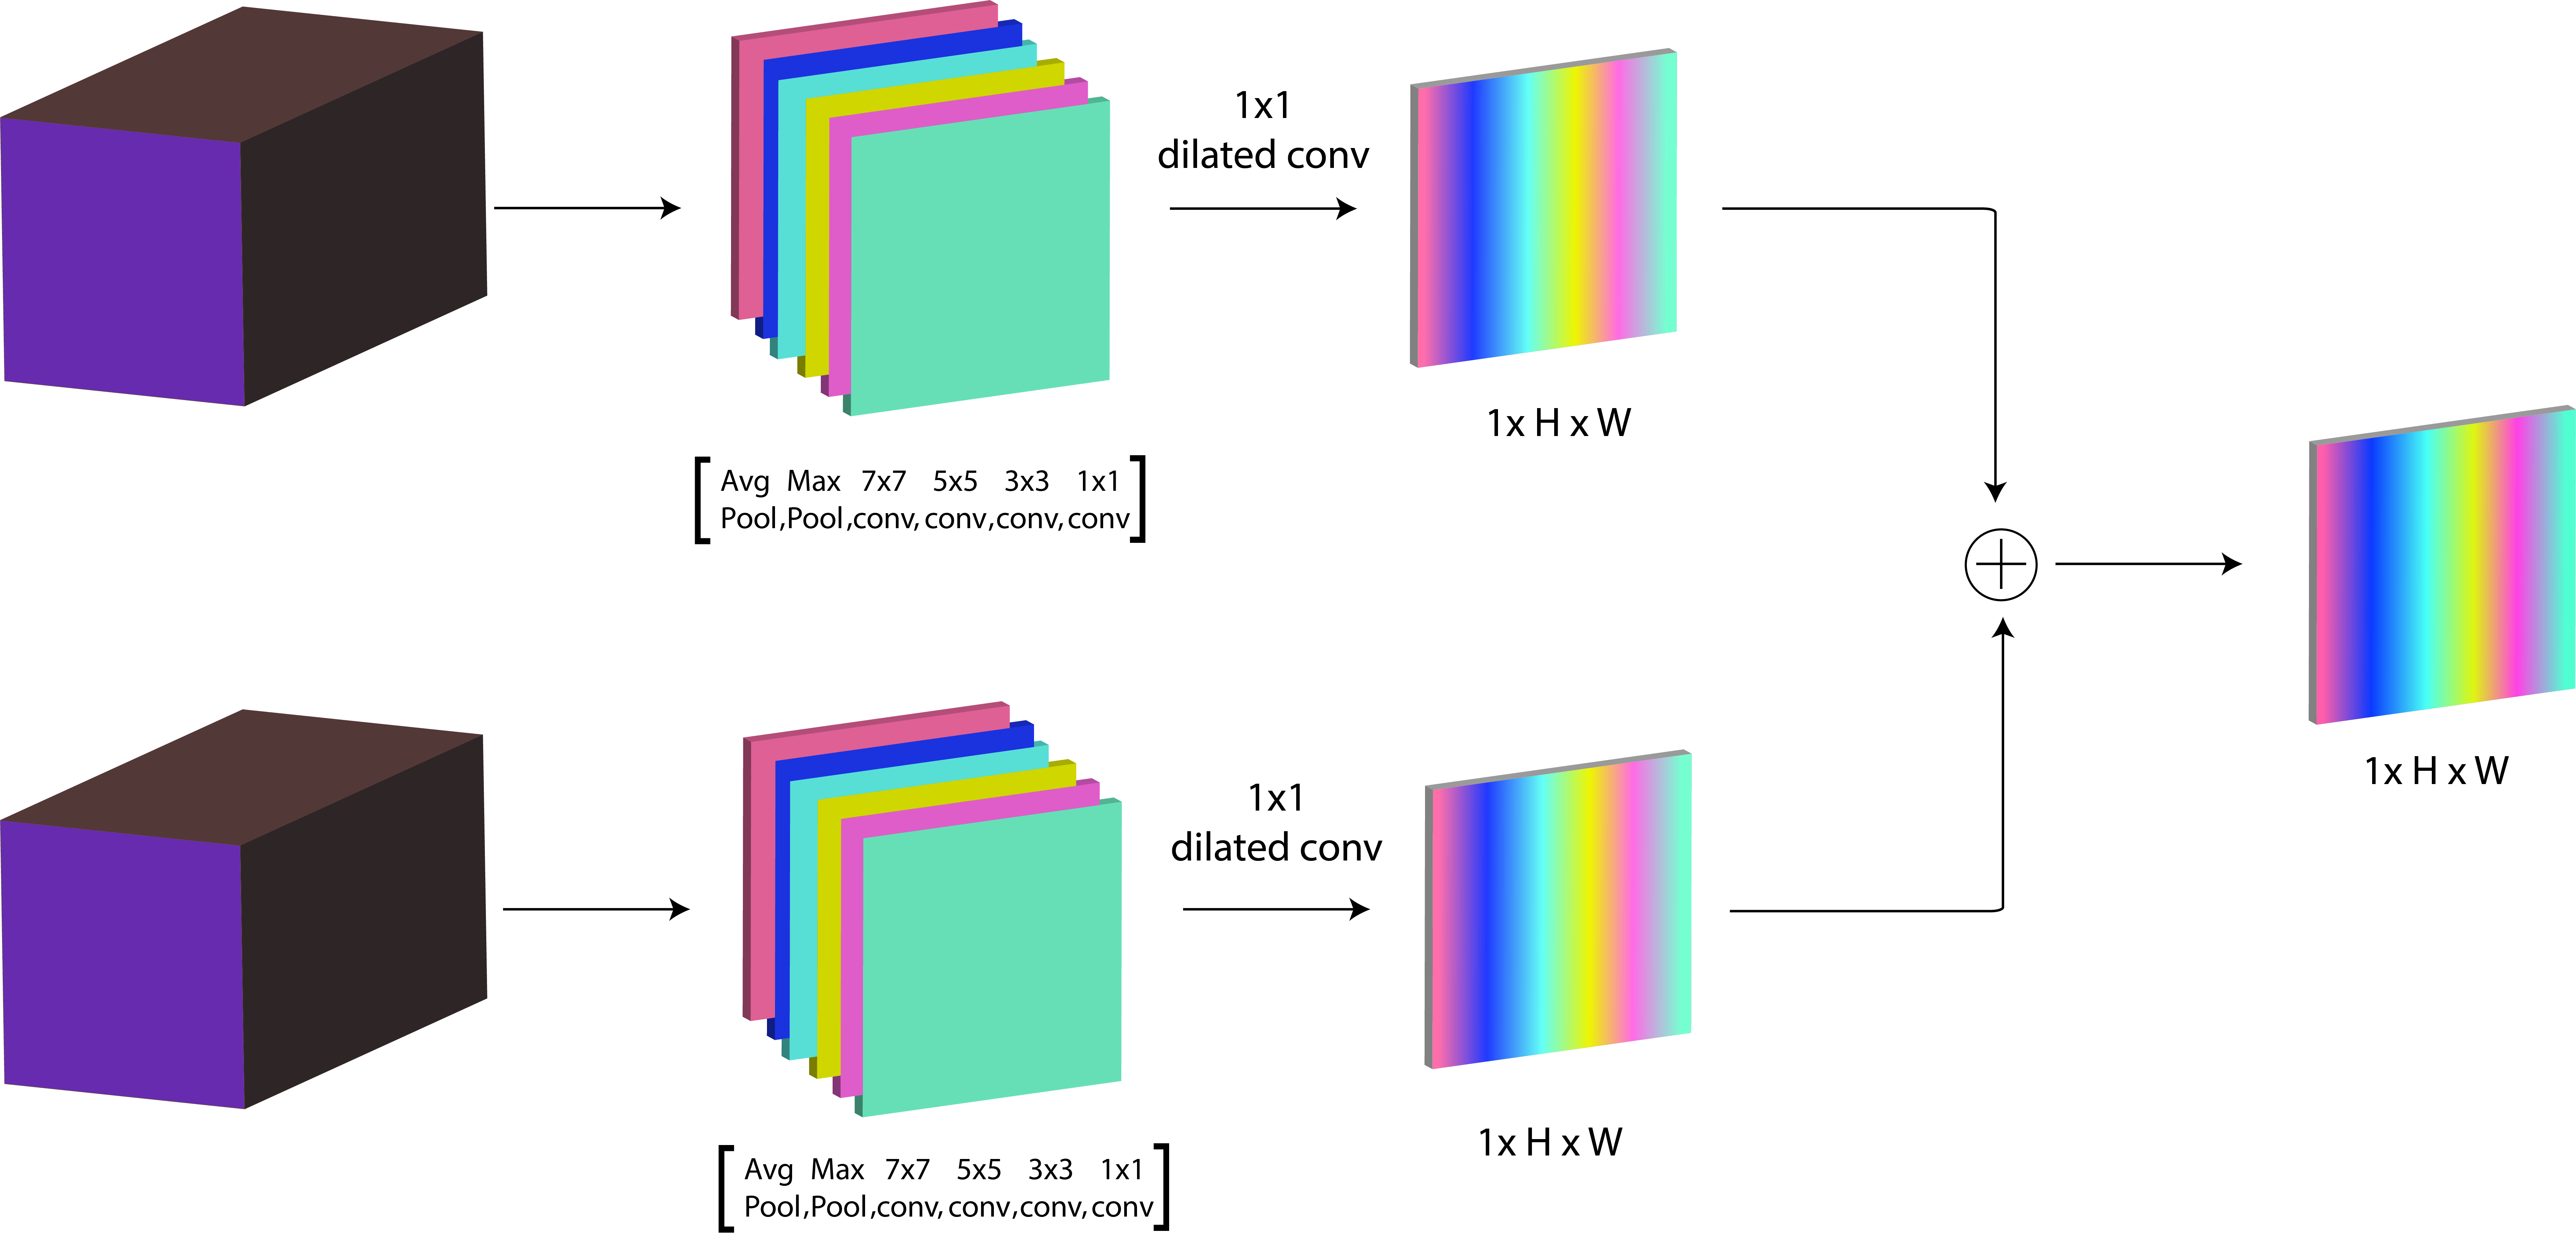 1x1
dilated conv
1x H x W
Avg Max 7x7 5x5 3x3 1x1
Pool,Pool,conv, conv,conv, conv
1x H x W
1x1
dilated conv
1x H x W
Avg Max 7x7 5x5 3x3 1x1
Pool,Pool,conv, conv,conv, conv